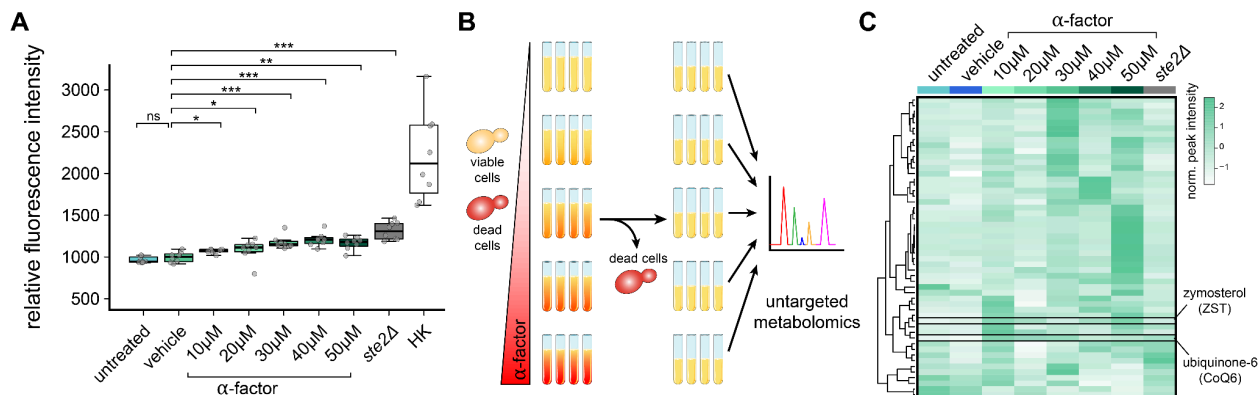 A
relative fluorescence intensity
3000
2500
2000
1500
1000
500
***
**
***
***
*
ns
*
untreated
vehicle
10μM
20μM
30μM
40μM
50μM
ste2Δ
HK
α-factor
B
viable
cells
dead
cells
α-factor
dead cells
untargeted
metabolomics
C
α-factor
untreated
vehicle
10μM
20μM
30μM
40μM
50μM
ste2Δ
norm. peak intensity
2
1
0
−1
zymosterol
(ZST)
ubiquinone-6
(CoQ6)